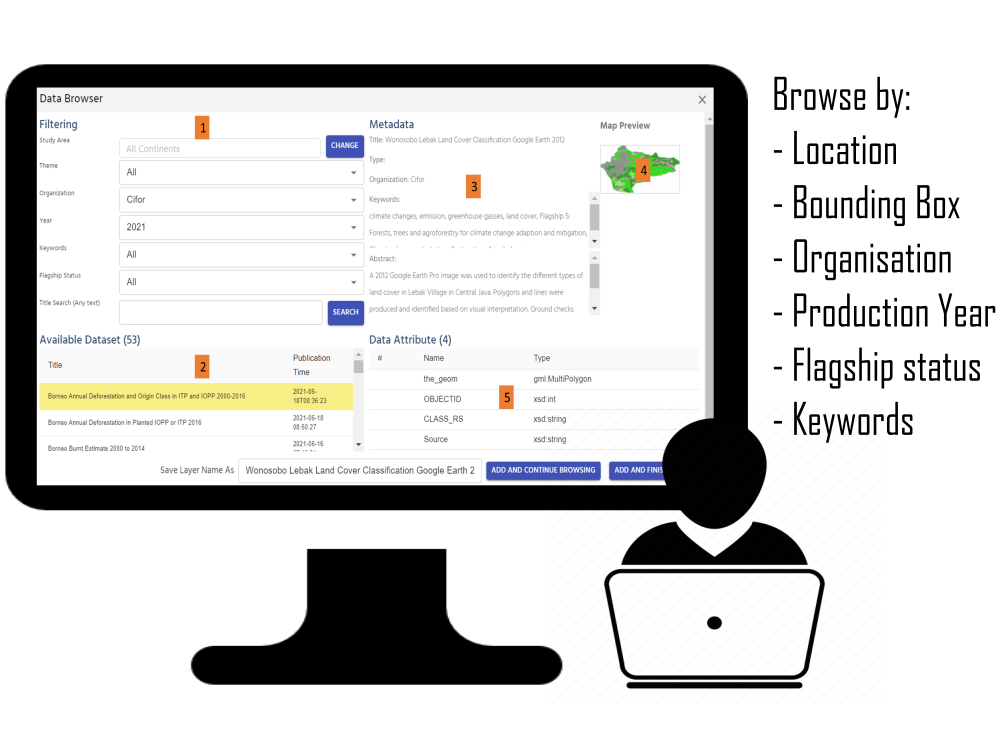 Data Browser
X
Filtering
1
Study Area
All Continents
CHANGE
Theme
All
Organization
Cifor
Year
2021
Keywords
All
Flagship Status
All
Title Search (Any text)
SEARCH
Metadata
Title: Wonosobo Lebak Land Cover Classification Google Earth 2012
Type:
Organization: Cifor
3
Keywords:
climate changes, emission, greenhouse gasses, land cover, Flagship 5:
Forests, trees and agroforestry for climate change adaption and mitigation,
Abstract:
A 2012 Google Earth Pro image was used to identify the different types of
land cover in Lebak Village in Central Java. Polygons and lines were
produced and identified based on visual interpretation. Ground checks
Map Preview
4
Available Dataset (53)
Title
2
Publication
Time
Borneo Annual Deforestation and Origin Class in ITP and IOPP 2000-2016
2021-06-
18T08:36:23
Borneo Annual Deforestation in Planted IOPP or ITP 2016
2021-06-18
08:50:27
Borneo Burnt Estimate 2000 to 2014
2021-06-16
Data Attribute (4)
# Name Type
the_geom gml:MultiPolygon
OBJECTID 5 xsd:int
CLASS_RS xsd:string
Source xsd:string
Save Layer Name As
Wonosobo Lebak Land Cover Classification Google Earth 2
ADD AND CONTINUE BROWSING
ADD AND FINIS
Browse by:
- Location
- Bounding Box
- Organisation
- Production Year
- Flagship status
- Keywords